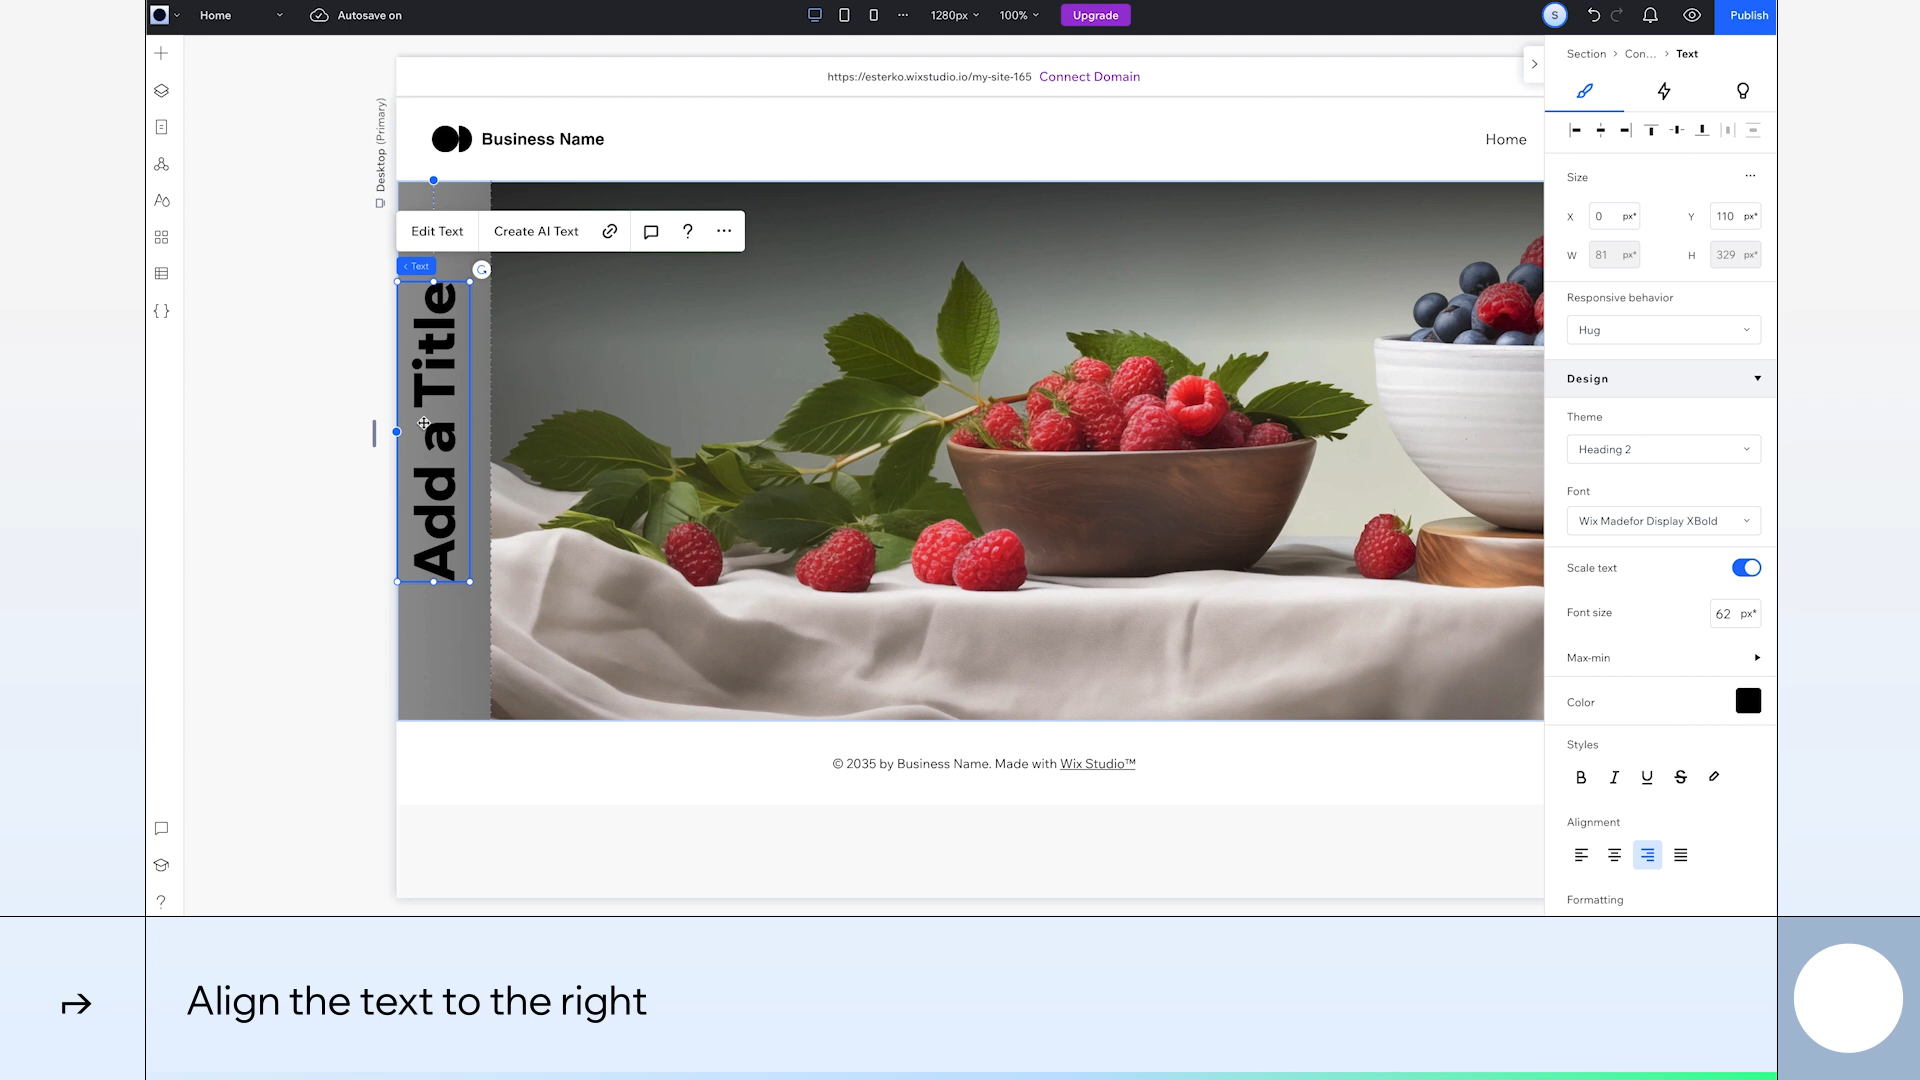 Home
Autosave on
1280px
100%
Upgrade
S
Publish
https://esterko.wixstudio.io/my-site-165 Connect Domain
Section > Con... > Text
Desktop (Primary)
Business Name
Home
Edit Text
Create AI Text
?
< Text
Add a Title
Size
X 0 px*
Y 110 px*
W 81 px*
H 329 px*
Responsive behavior
Hug
Design
Theme
Heading 2
Font
Wix Madefor Display XBold
Scale text
Font size
62 px*
Max-min
Color
Styles
B I U S
Alignment
Formatting
© 2035 by Business Name. Made with Wix Studio™
?
Align the text to the right